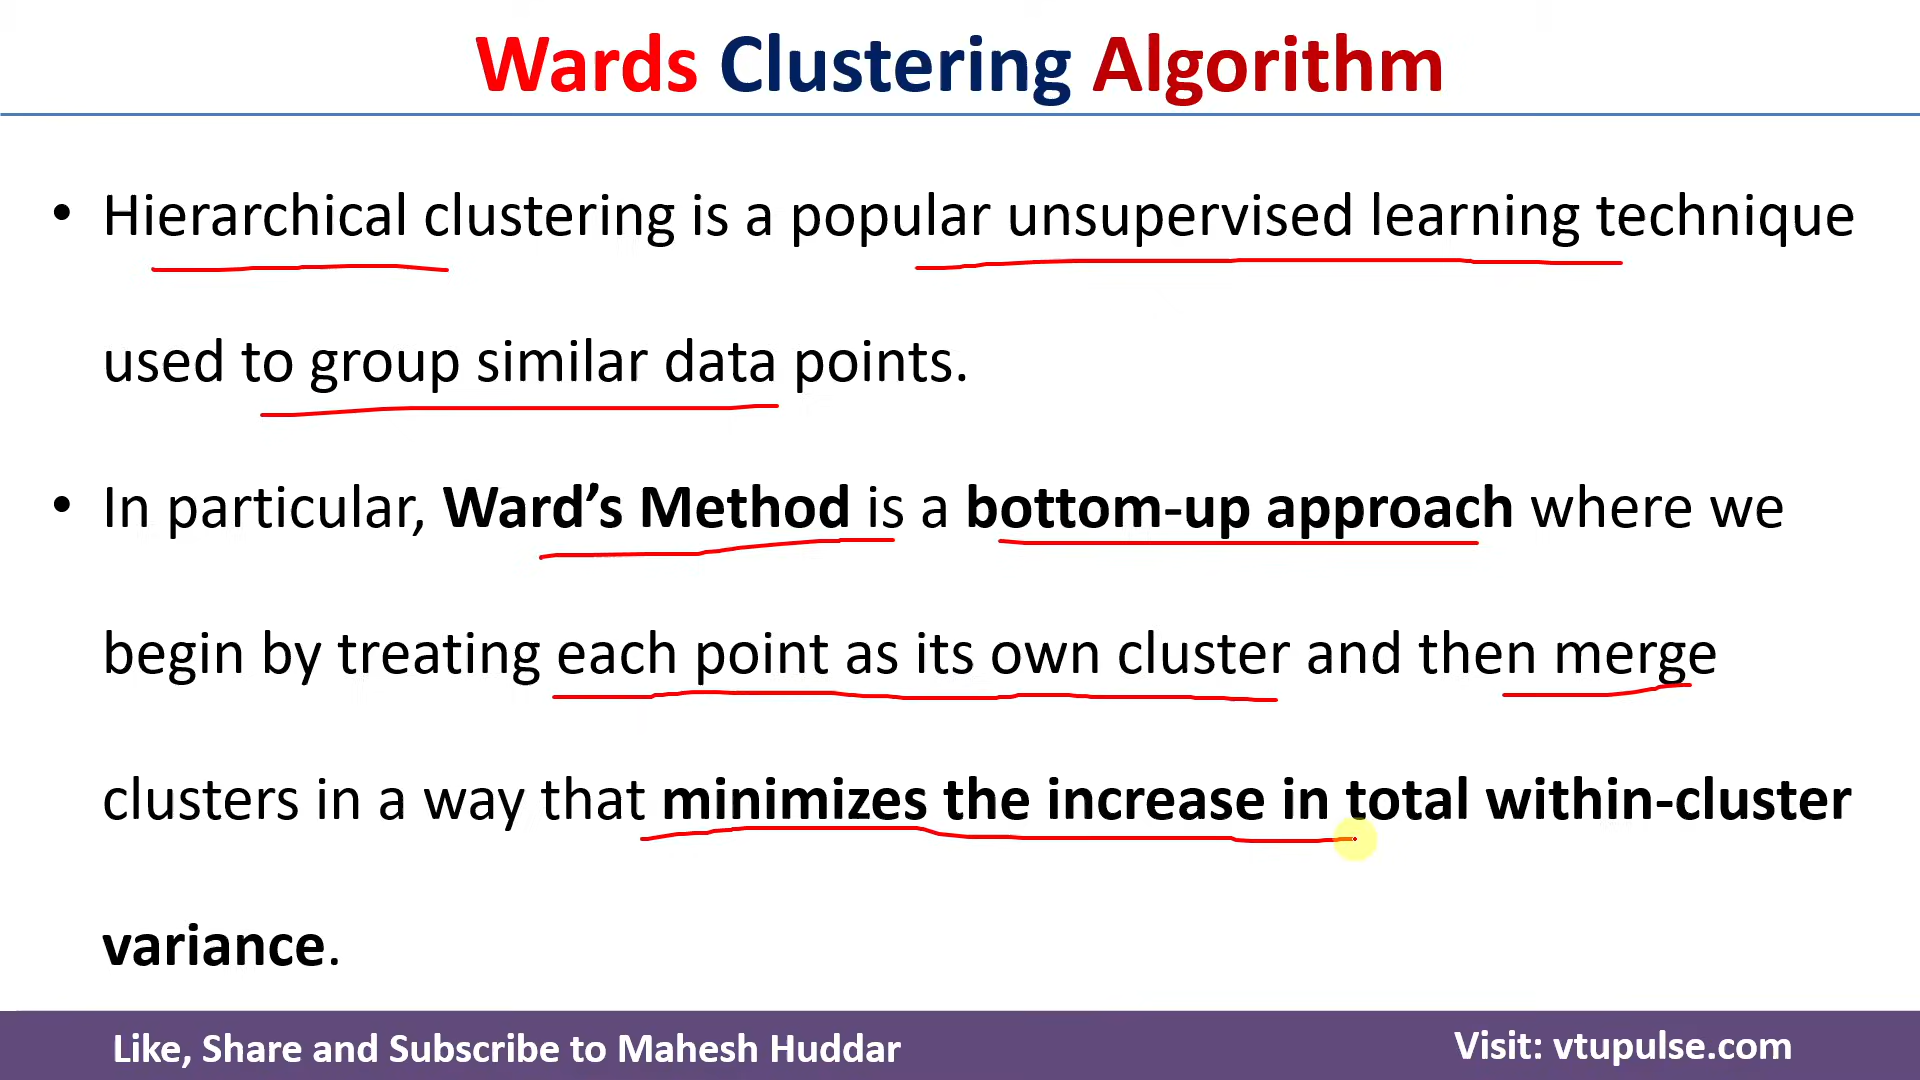 Wards Clustering Algorithm
• Hierarchical clustering is a popular unsupervised learning technique
used to group similar data points.
• In particular, Ward’s Method is a bottom-up approach where we
begin by treating each point as its own cluster and then merge
clusters in a way that minimizes the increase in total within-cluster
variance.
Like, Share and Subscribe to Mahesh Huddar
Visit: vtupulse.com